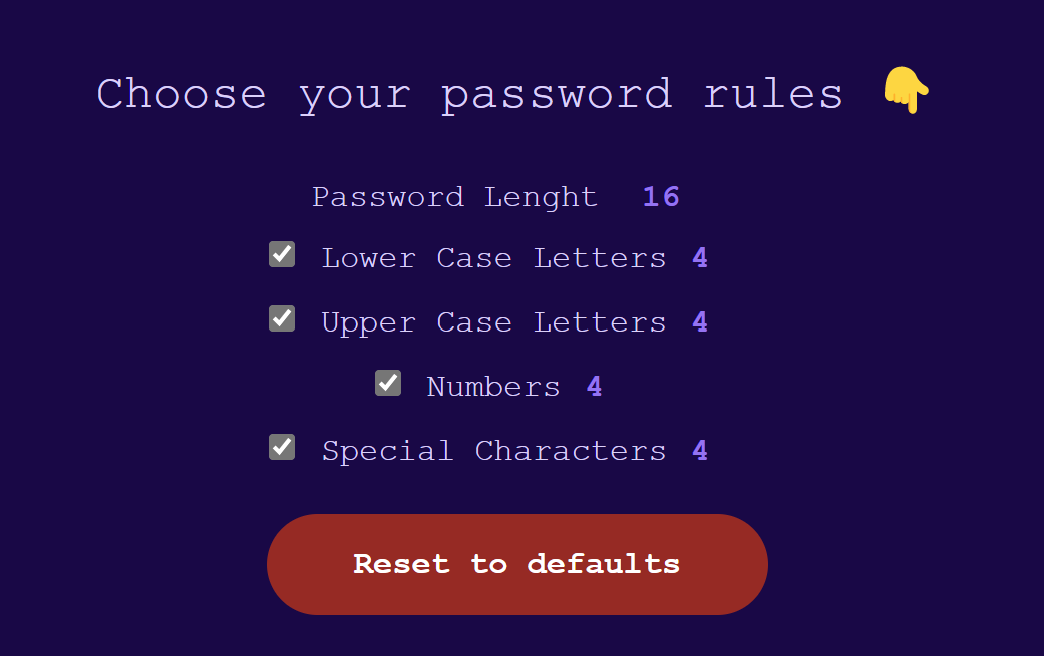 Choose your password rules 👇
Password Lenght 16
Lower Case Letters 4
Upper Case Letters 4
Numbers 4
Special Characters 4
Reset to defaults